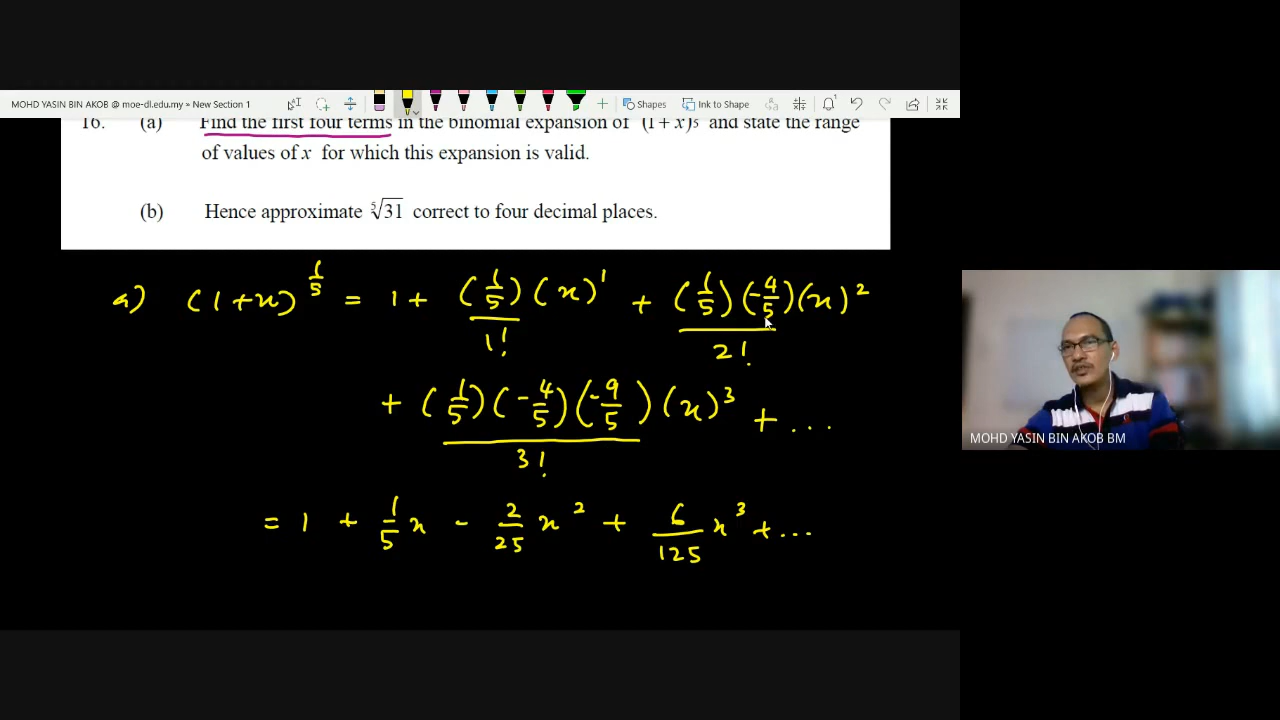 MOHD YASIN BIN AKOB @ moe-dl.edu.my » New Section 1 Shapes Ink to Shape
16. (a) Find the first four terms in the binomial expansion of (1 + x)^5 and state the range
of values of x for which this expansion is valid.
(b) Hence approximate ⁵√31 correct to four decimal places.
a) (1+x)^(1/5) = 1 + (1/5)/1! (x)^1 + (1/5)(-4/5)/2! (x)^2
+ (1/5)(-4/5)(-9/5)/3! (x)^3 + ...
= 1 + 1/5 x - 2/25 x^2 + 6/125 x^3 + ...
MOHD YASIN BIN AKOB BM